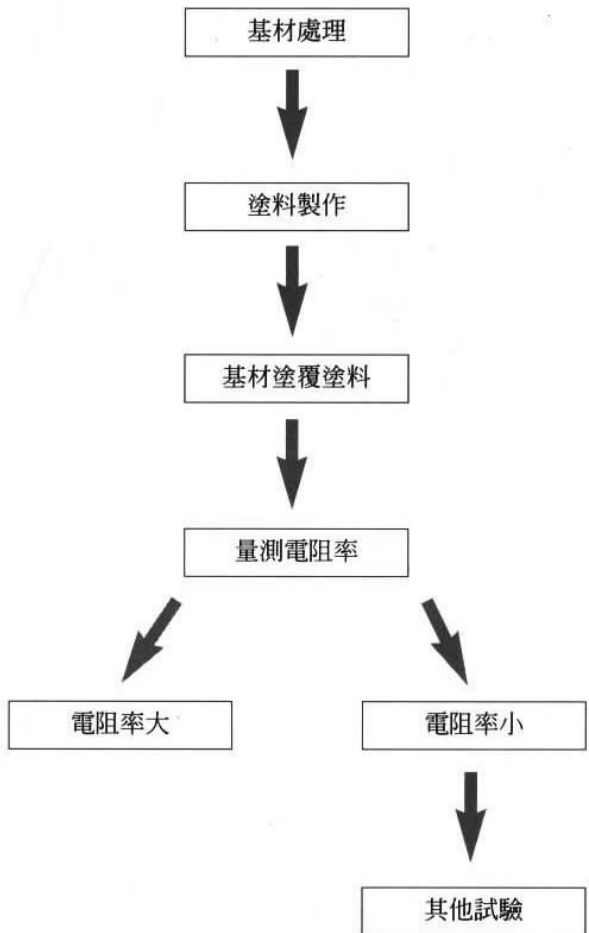 基材處理
塗料製作
基材塗覆塗料
量測電阻率
電阻率大
電阻率小
其他試驗